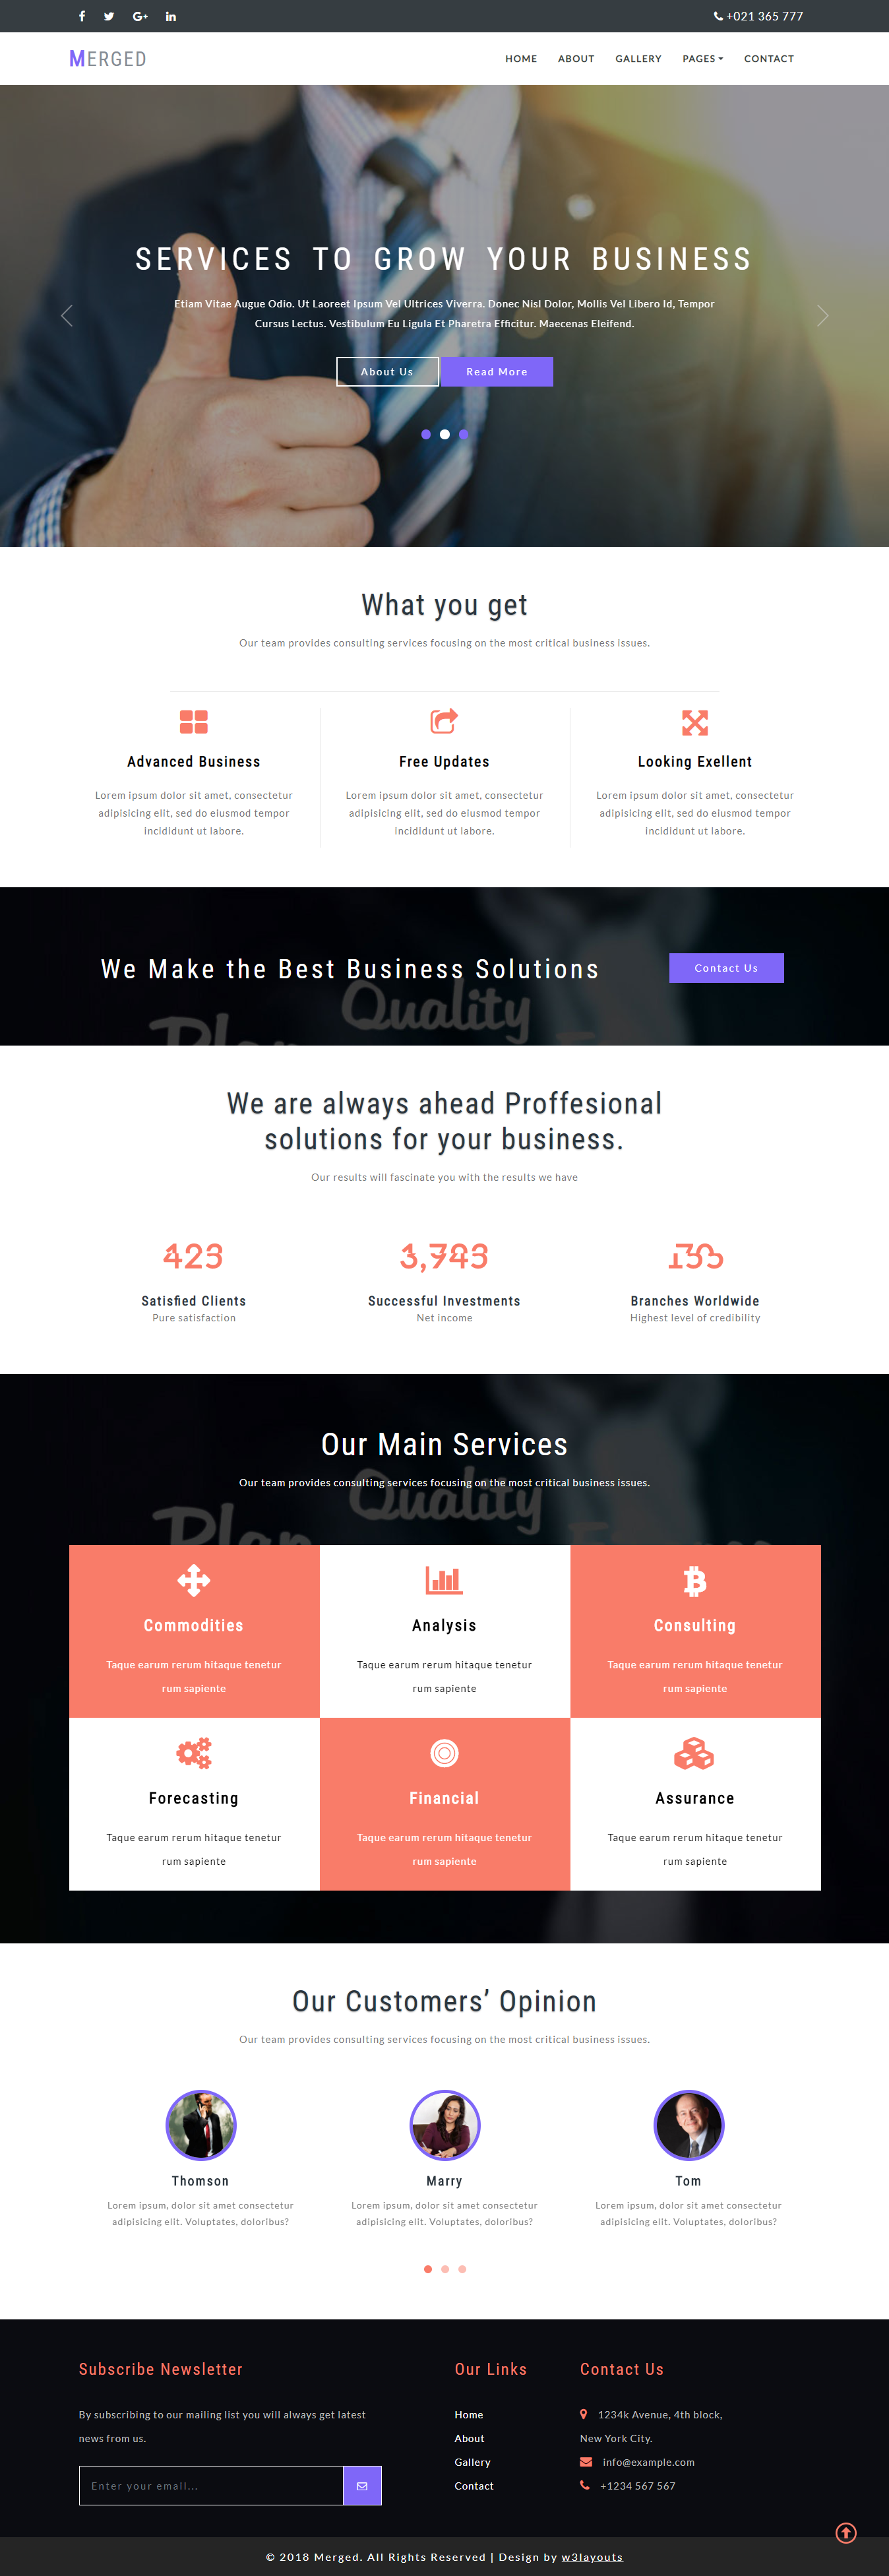 +021 365 777
MERGED
HOME ABOUT GALLERY PAGES CONTACT
SERVICES TO GROW YOUR BUSINESS
Etiam Vitae Augue Odio. Ut Laoreet Ipsum Vel Ultrices Viverra. Donec Nisl Dolor, Mollis Vel Libero Id, Tempor
Cursus Lectus. Vestibulum Eu Ligula Et Pharetra Efficitur. Maecenas Eleifend.
About Us Read More
What you get
Our team provides consulting services focusing on the most critical business issues.
Advanced Business
Lorem ipsum dolor sit amet, consectetur
adipisicing elit, sed do eiusmod tempor
incididunt ut labore.
Free Updates
Lorem ipsum dolor sit amet, consectetur
adipisicing elit, sed do eiusmod tempor
incididunt ut labore.
Looking Exellent
Lorem ipsum dolor sit amet, consectetur
adipisicing elit, sed do eiusmod tempor
incididunt ut labore.
We Make the Best Business Solutions
Contact Us
Quality
Plan
We are always ahead Proffesional
solutions for your business.
Our results will fascinate you with the results we have
Satisfied Clients
Pure satisfaction
Successful Investments
Net income
Branches Worldwide
Highest level of credibility
Our Main Services
Our team provides consulting services focusing on the most critical business issues.
Quality
Plan
Commodities
Taque earum rerum hitaque tenetur
rum sapiente
Analysis
Taque earum rerum hitaque tenetur
rum sapiente
Consulting
Taque earum rerum hitaque tenetur
rum sapiente
Forecasting
Taque earum rerum hitaque tenetur
rum sapiente
Financial
Taque earum rerum hitaque tenetur
rum sapiente
Assurance
Taque earum rerum hitaque tenetur
rum sapiente
Our Customers’ Opinion
Our team provides consulting services focusing on the most critical business issues.
Thomson
Lorem ipsum, dolor sit amet consectetur
adipisicing elit. Voluptates, doloribus?
Marry
Lorem ipsum, dolor sit amet consectetur
adipisicing elit. Voluptates, doloribus?
Tom
Lorem ipsum, dolor sit amet consectetur
adipisicing elit. Voluptates, doloribus?
Subscribe Newsletter
By subscribing to our mailing list you will always get latest
news from us.
Enter your email...
Our Links
Home
About
Gallery
Contact
Contact Us
1234k Avenue, 4th block,
New York City.
info@example.com
+1234 567 567
© 2018 Merged. All Rights Reserved | Design by w3layouts